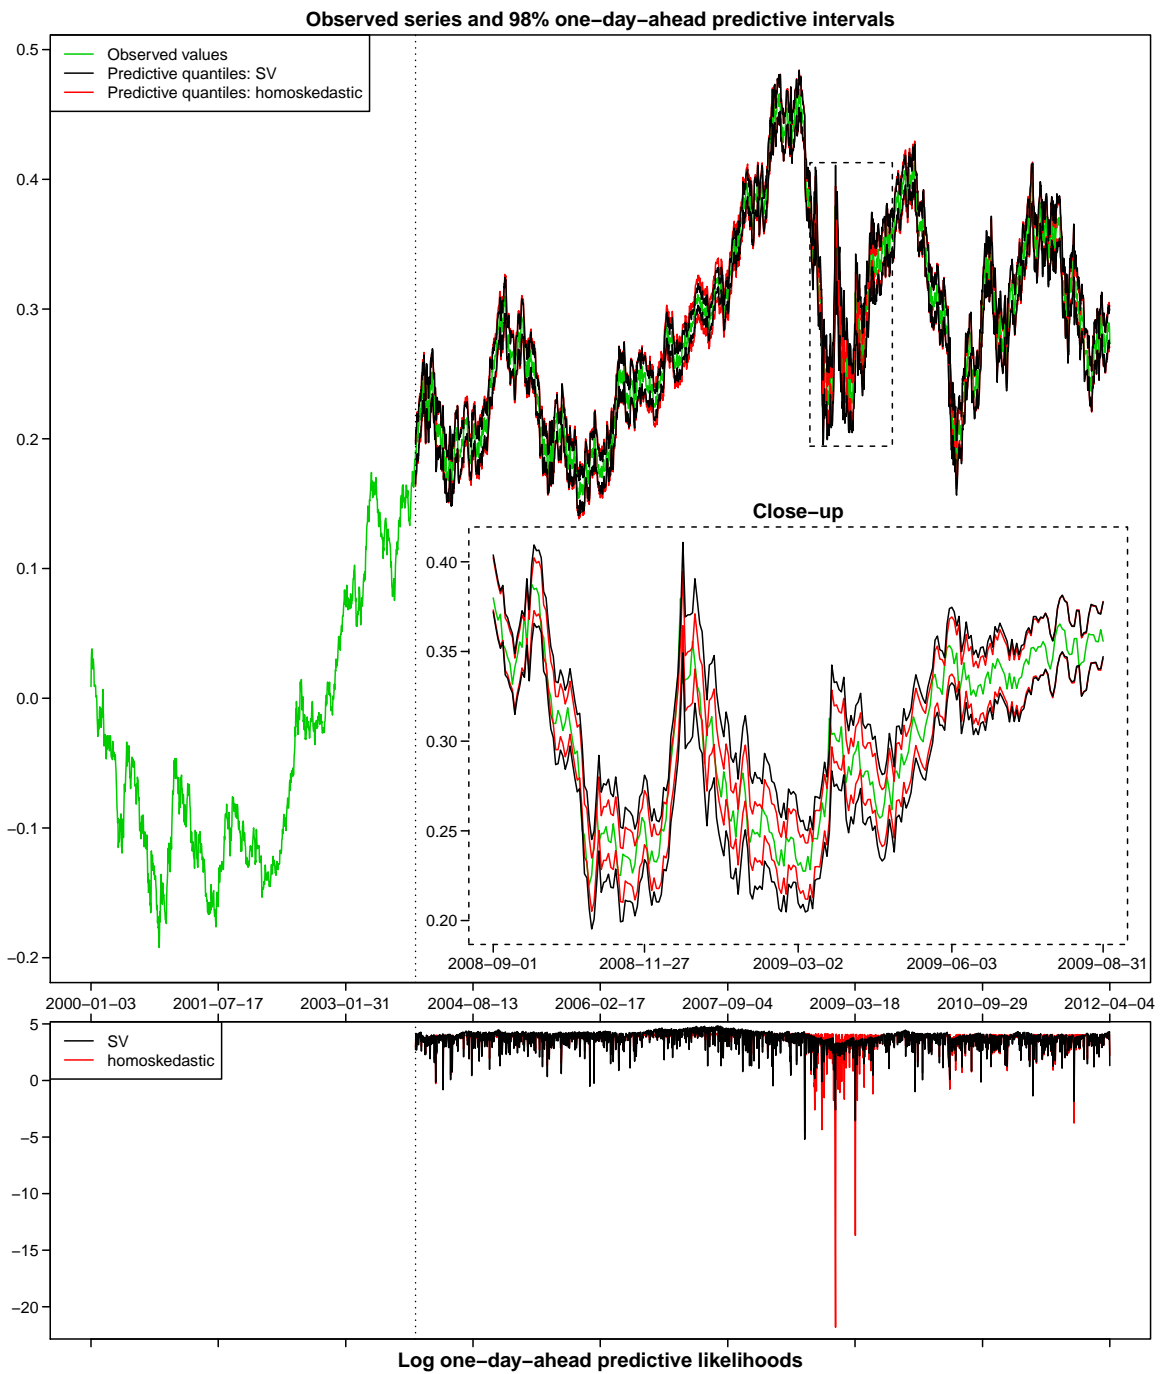 Observed series and 98% one−day−ahead predictive intervals
Observed values
Predictive quantiles: SV
Predictive quantiles: homoskedastic
0.5
0.4
0.3
0.2
0.1
0.0
−0.1
−0.2
Close−up
0.40
0.35
0.30
0.25
0.20
2008−09−01 2008−11−27 2009−03−02 2009−06−03 2009−08−31
2000−01−03 2001−07−17 2003−01−31 2004−08−13 2006−02−17 2007−09−04 2009−03−18 2010−09−29 2012−04−04
SV
homoskedastic
5
0
−5
−10
−15
−20
Log one−day−ahead predictive likelihoods